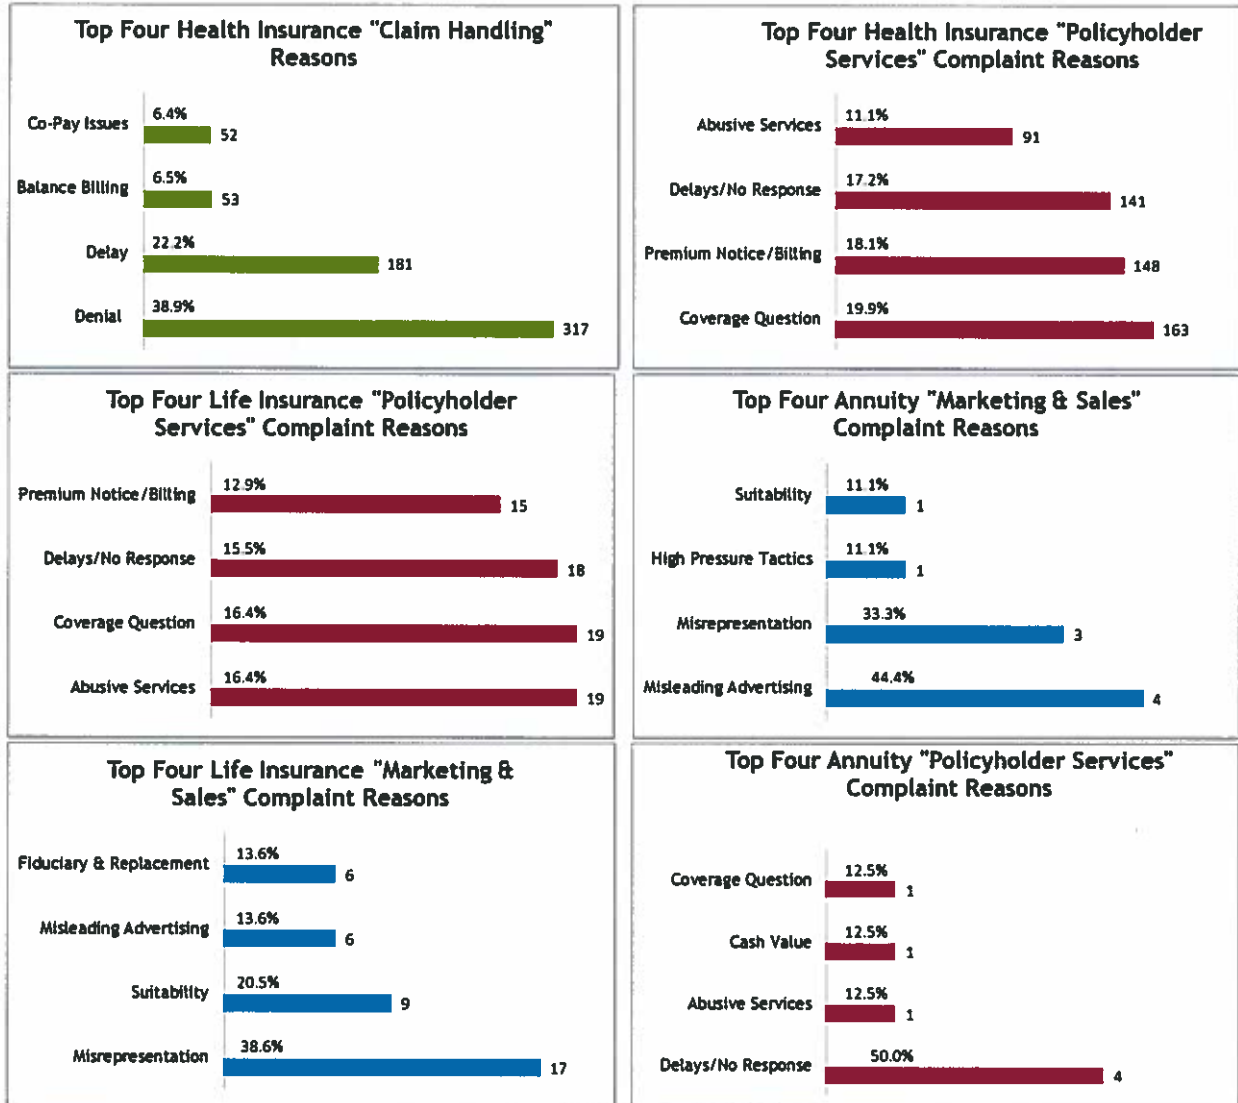 Top Four Health Insurance "Claim Handling"
Reasons
Co-Pay Issues
6.4%
52
Balance Billing
6.5%
53
Delay
22.2%
181
Denial
38.9%
317
Top Four Health Insurance "Policyholder
Services" Complaint Reasons
Abusive Services
11.1%
91
Delays/No Response
17.2%
141
Premium Notice/Billing
18.1%
148
Coverage Question
19.9%
163
Top Four Life Insurance "Policyholder
Services" Complaint Reasons
Premium Notice/Billing
12.9%
15
Delays/No Response
15.5%
18
Coverage Question
16.4%
19
Abusive Services
16.4%
19
Top Four Annuity "Marketing & Sales"
Complaint Reasons
Suitability
11.1%
1
High Pressure Tactics
11.1%
1
Misrepresentation
33.3%
3
Misleading Advertising
44.4%
4
Top Four Life Insurance "Marketing &
Sales" Complaint Reasons
Fiduciary & Replacement
13.6%
6
Misleading Advertising
13.6%
6
Suitability
20.5%
9
Misrepresentation
38.6%
17
Top Four Annuity "Policyholder Services"
Complaint Reasons
Coverage Question
12.5%
1
Cash Value
12.5%
1
Abusive Services
12.5%
1
Delays/No Response
50.0%
4